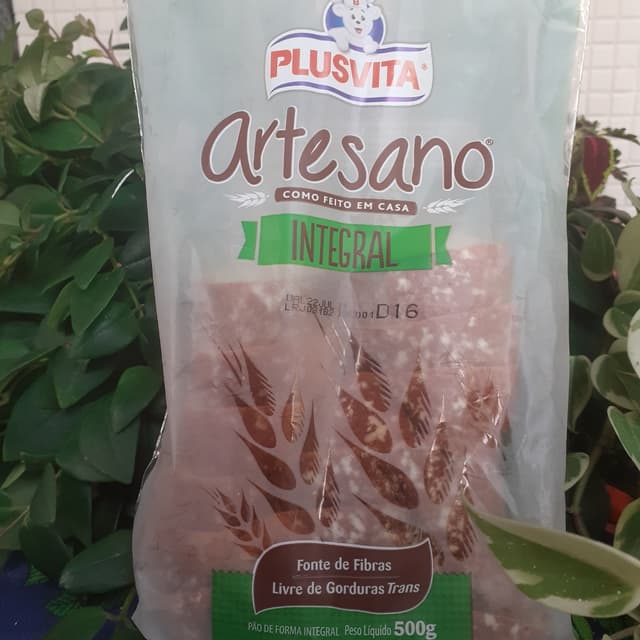 PLUSVITA®
artesano®
COMO FEITO EM CASA
INTEGRAL
22JUL
D16
Fonte de Fibras
Livre de Gorduras Trans
PÃO DE FORMA INTEGRAL Peso Líquido 500g